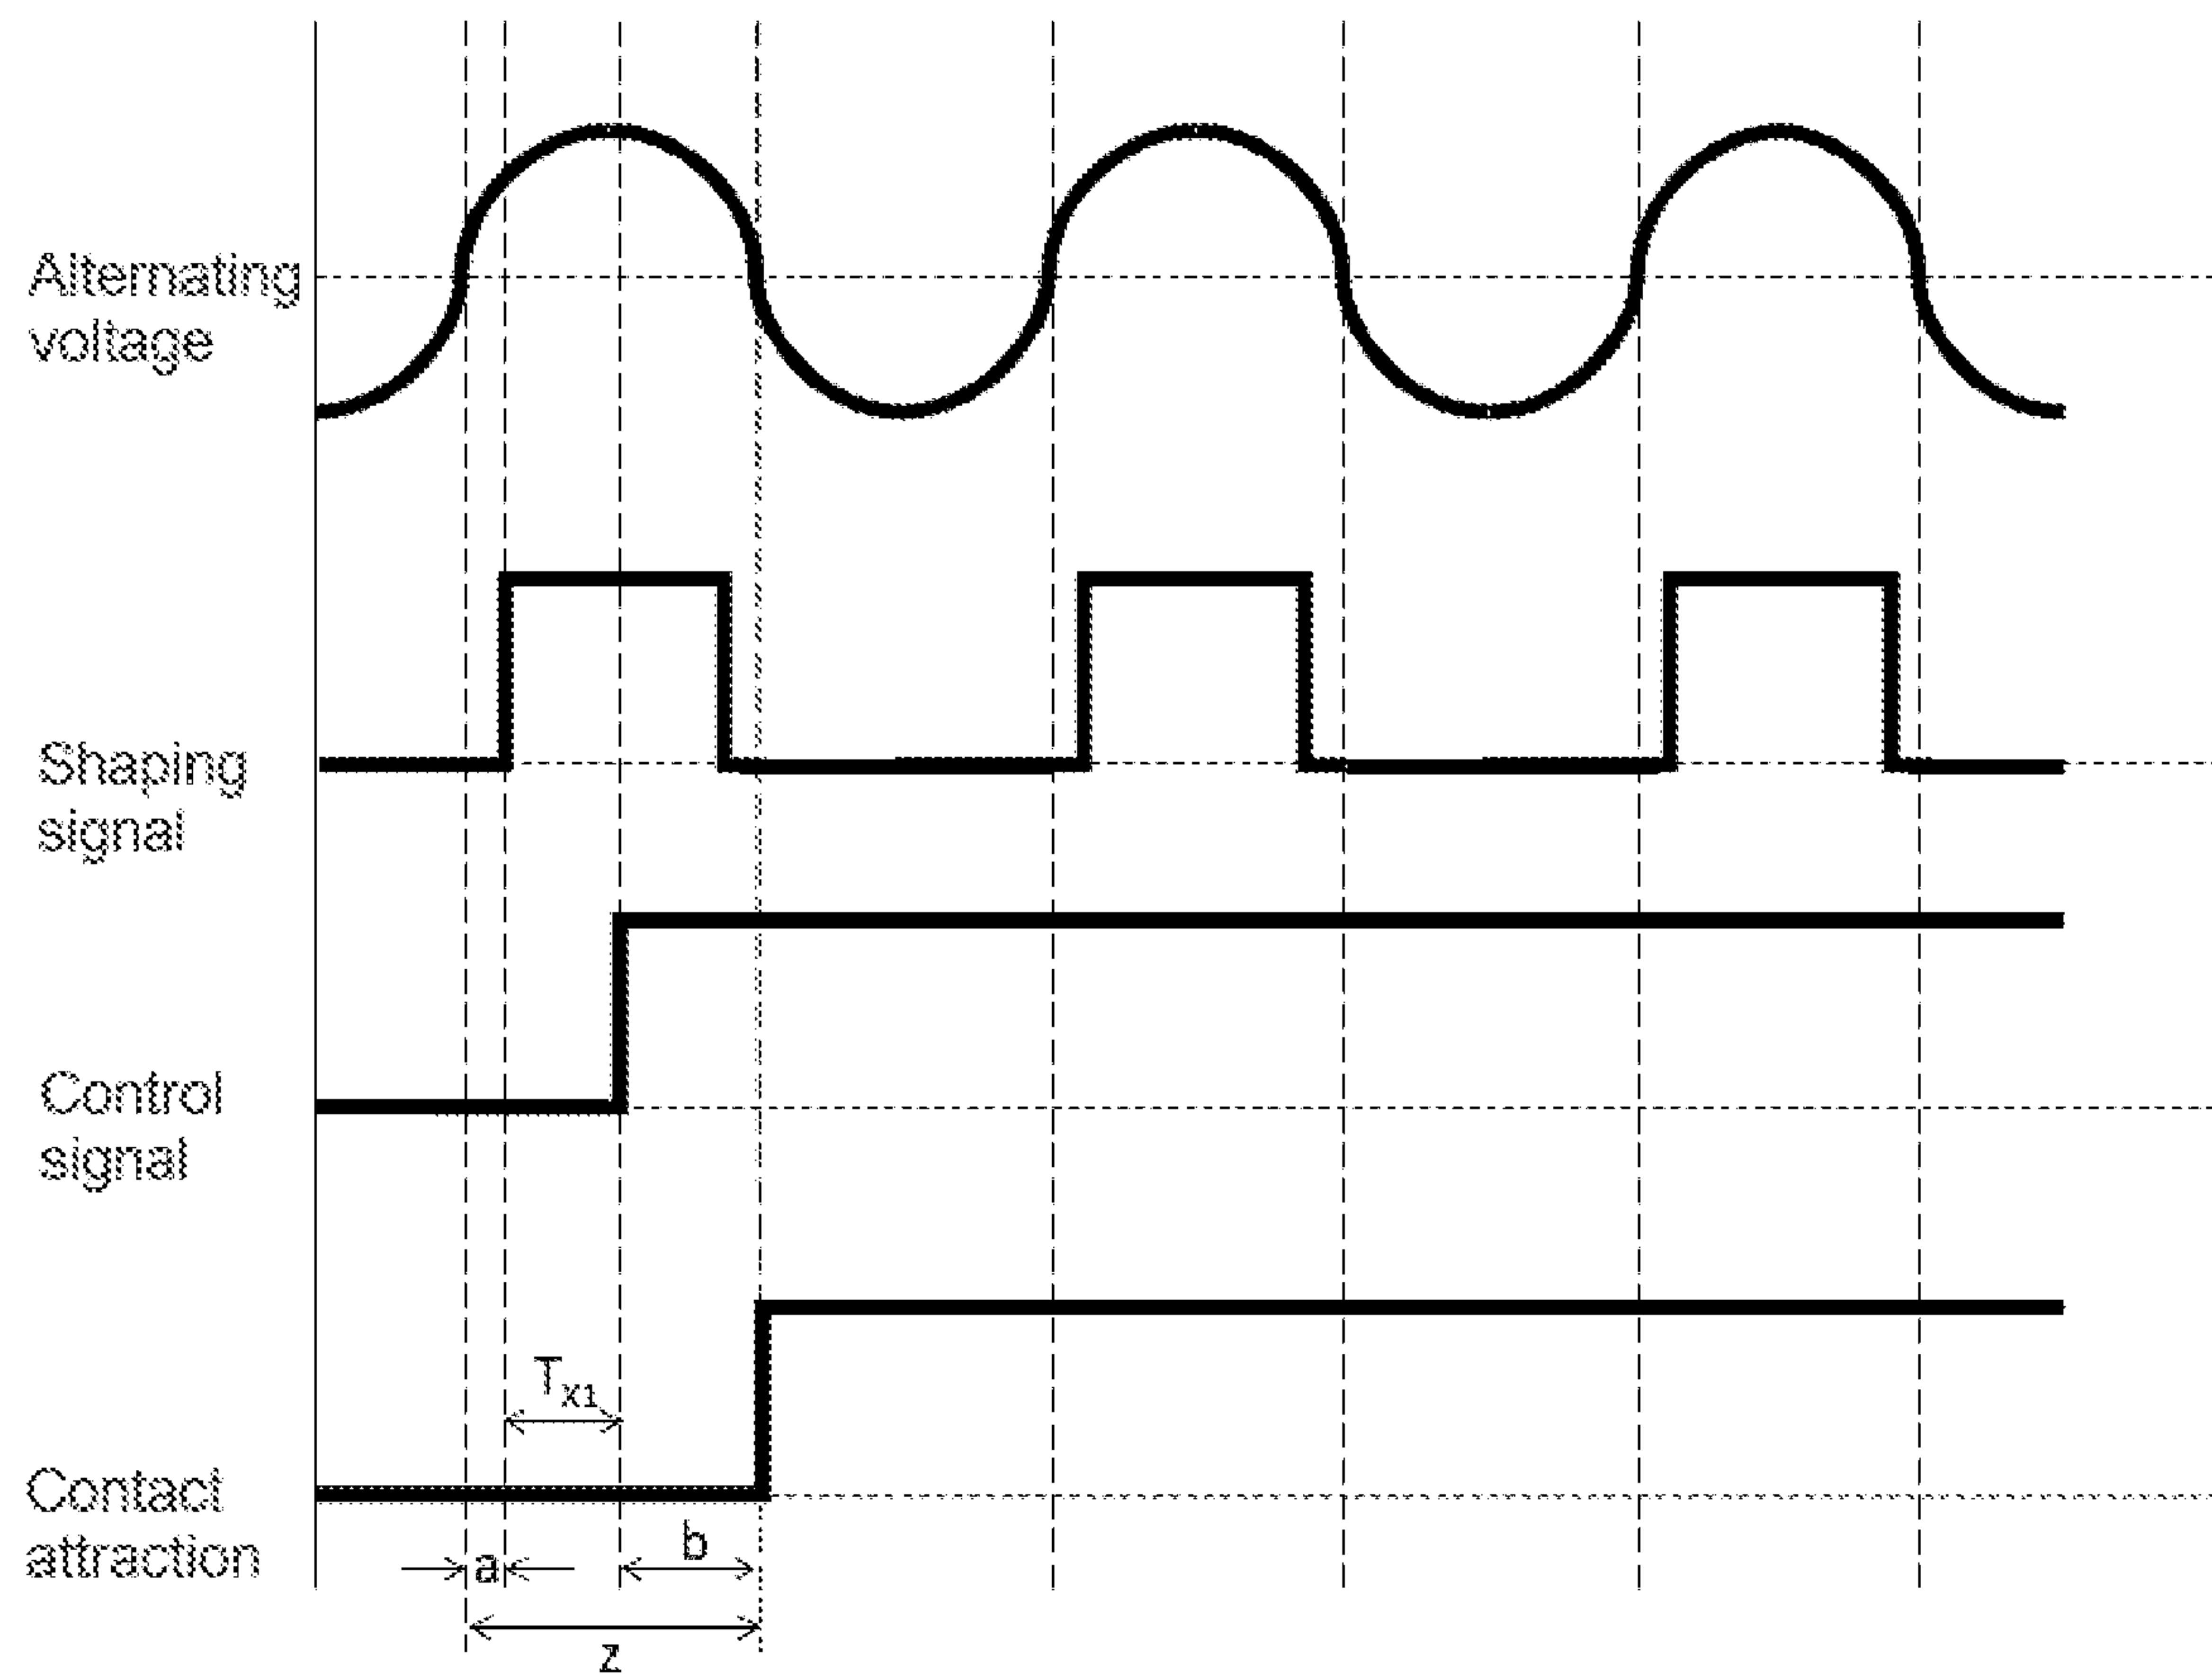 Alternating
voltage
Shaping
signal
Control
signal
Tx1
Contact
attraction
a
b
z